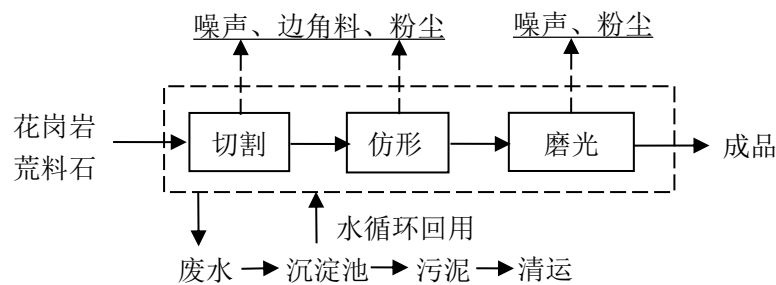 噪声、边角料、粉尘
噪声、粉尘
花岗岩
荒料石
切割
仿形
磨光
成品
水循环回用
废水
沉淀池
污泥
清运